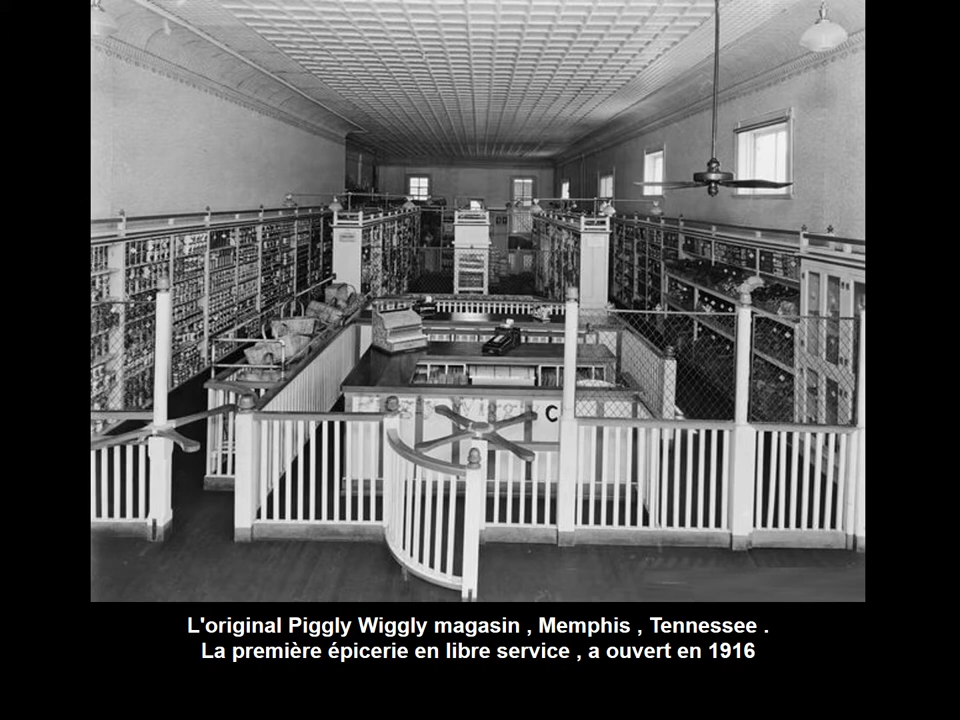 C
L'original Piggly Wiggly magasin , Memphis , Tennessee .
La première épicerie en libre service , a ouvert en 1916